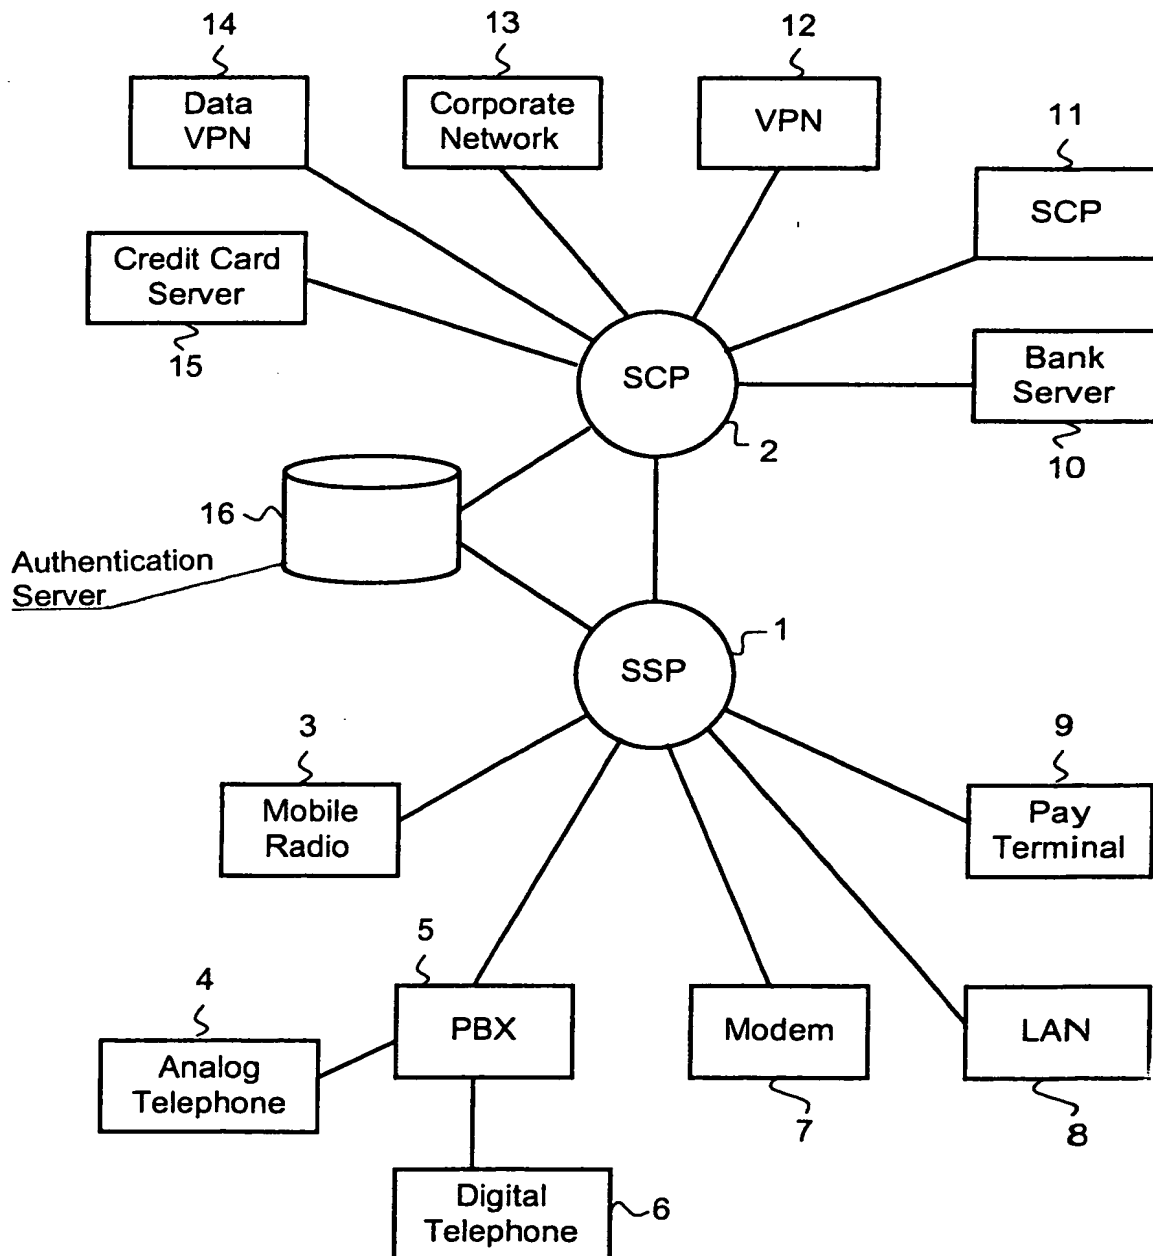 14
13
12
Data
VPN
Corporate
Network
VPN
11
SCP
Credit Card
Server
15
SCP
2
Bank
Server
10
16
Authentication
Server
1
SSP
3
Mobile
Radio
9
Pay
Terminal
5
PBX
4
Analog
Telephone
Modem
7
LAN
8
Digital
Telephone
6